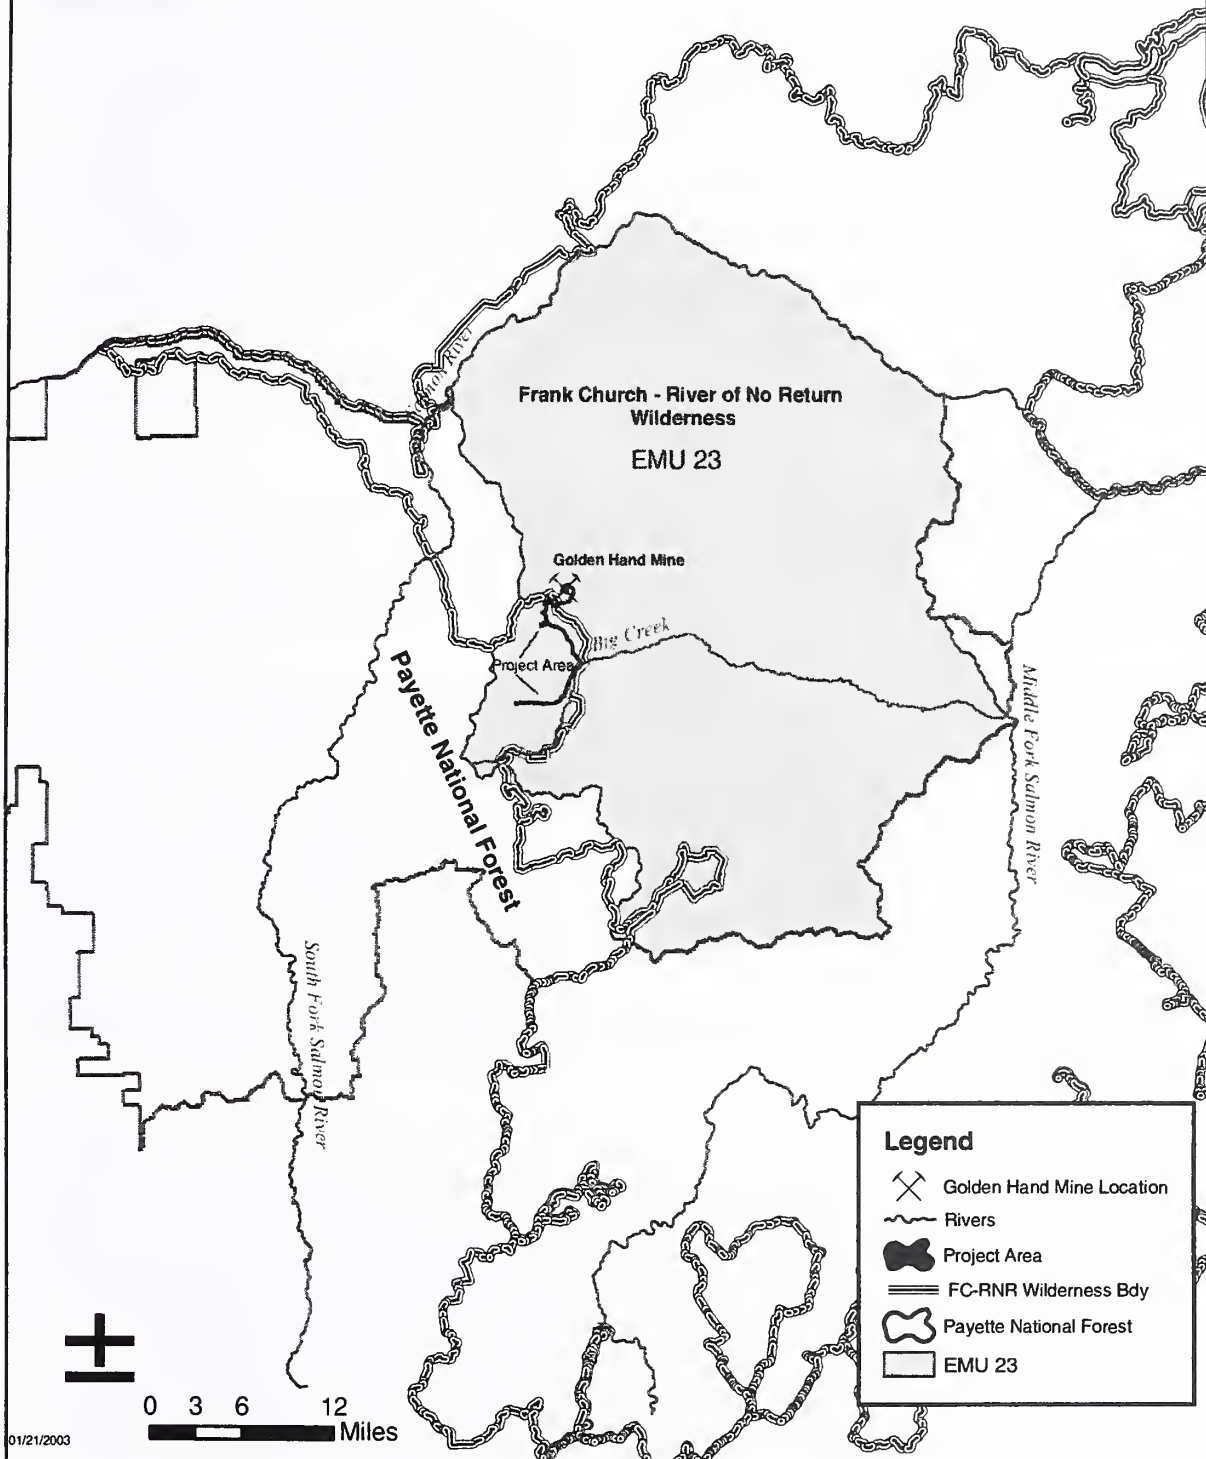 Salmon River
Frank Church - River of No Return
Wilderness
EMU 23
Golden Hand Mine
Big Creek
Project Area
Payette National Forest
Middle Fork Salmon River
South Fork Salmon River
Legend
Golden Hand Mine Location
Rivers
Project Area
FC-RNR Wilderness Bdy
Payette National Forest
EMU 23
0 3 6 12
Miles
01/21/2003